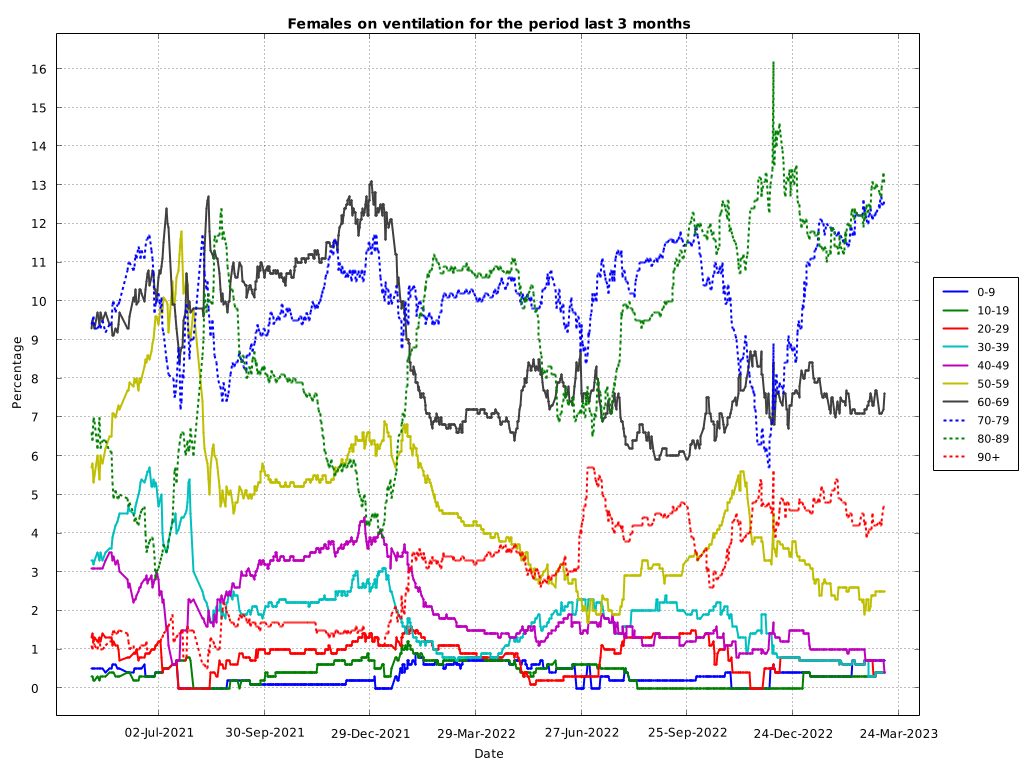 Females on ventilation for the period last 3 months
Percentage
16
15
14
13
12
11
10
9
8
7
6
5
4
3
2
1
0
02-Jul-2021
30-Sep-2021
29-Dec-2021
29-Mar-2022
27-Jun-2022
25-Sep-2022
24-Dec-2022
24-Mar-2023
Date
0-9
10-19
20-29
30-39
40-49
50-59
60-69
70-79
80-89
90+